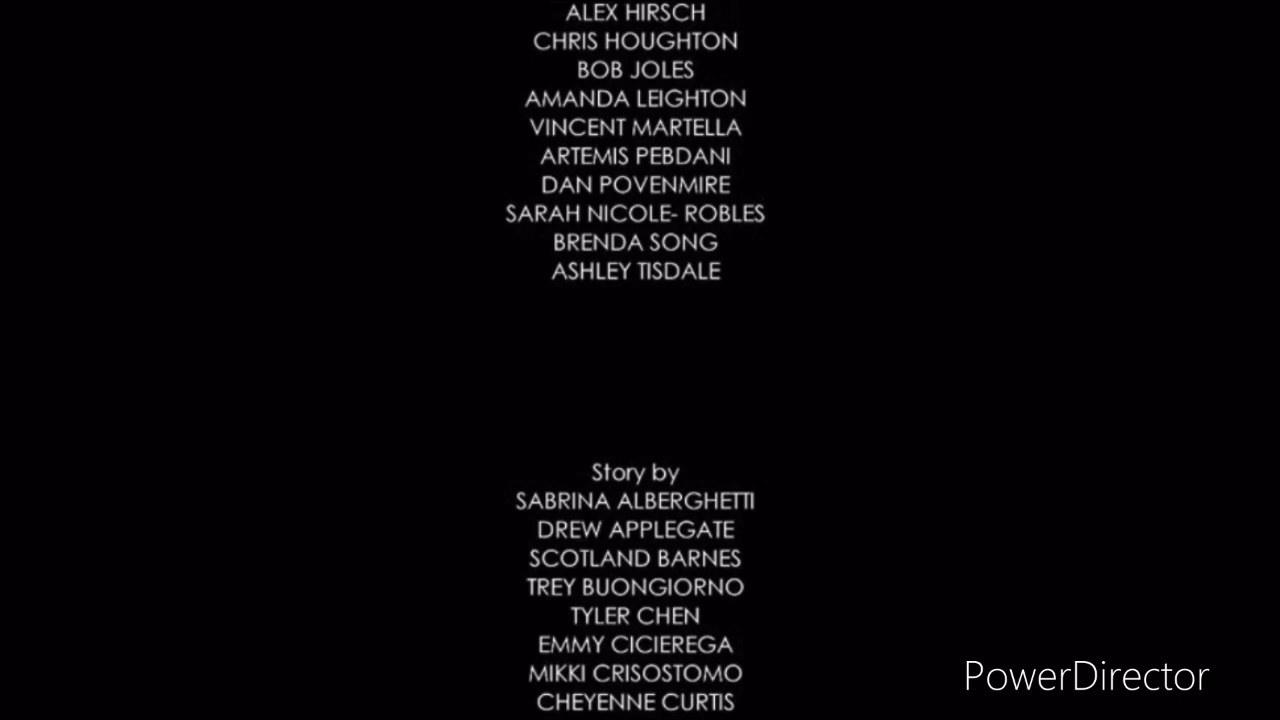 ALEX HIRSCH
CHRIS HOUGHTON
BOB JOLES
AMANDA LEIGHTON
VINCENT MARTELLA
ARTEMIS PEBDANI
DAN POVENMIRE
SARAH NICOLE- ROBLES
BRENDA SONG
ASHLEY TISDALE
Story by
SABRINA ALBERGHETTI
DREW APPLEGATE
SCOTLAND BARNES
TREY BUONGIORNO
TYLER CHEN
EMMY CICIEREGA
MIKKI CRISOSTOMO
CHEYENNE CURTIS
PowerDirector